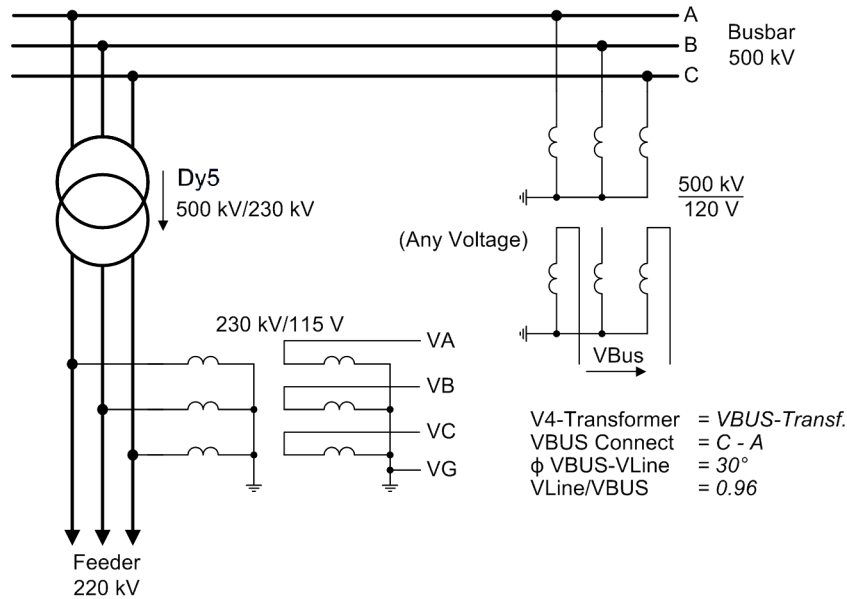 A
B
C
Busbar
500 kV
Dy5
500 kV/230 kV
500 kV
120 V
(Any Voltage)
230 kV/115 V
VA
VB
VC
VG
VBus
V4-Transformer = VBUS-Transf.
VBUS Connect = C - A
ϕ VBUS-VLine = 30°
VLine/VBUS = 0.96
Feeder
220 kV